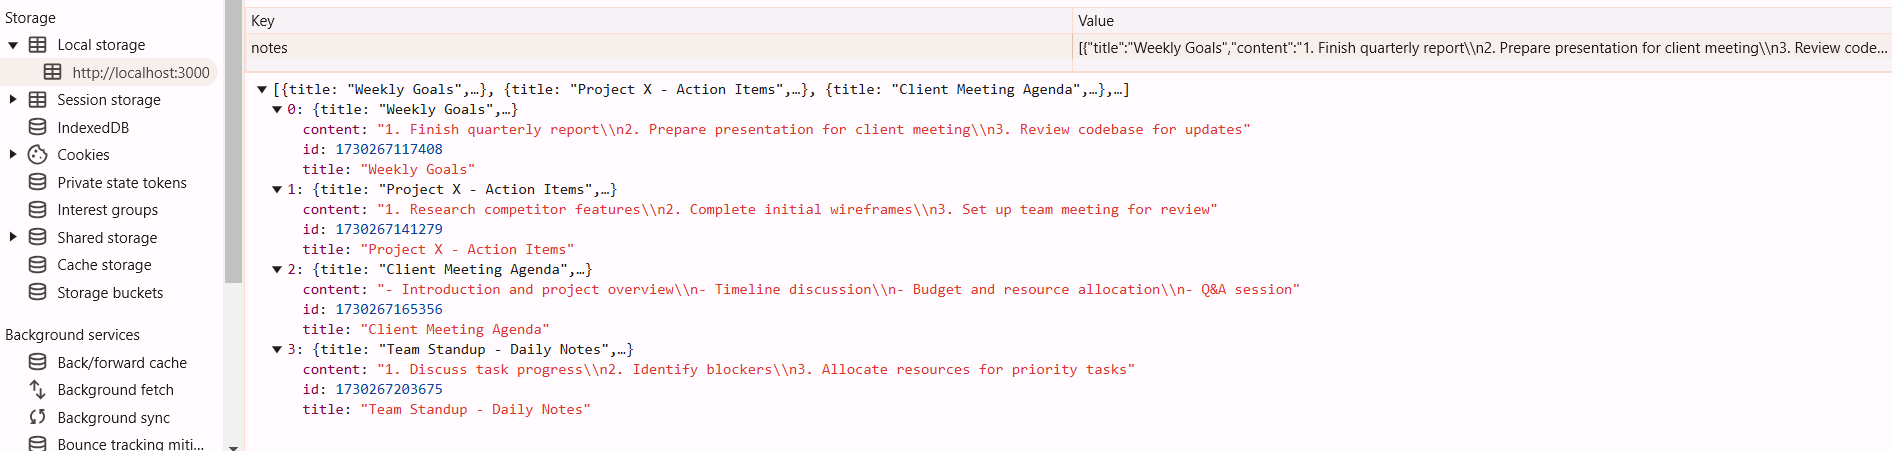 Storage
Local storage
http://localhost:3000
Session storage
IndexedDB
Cookies
Private state tokens
Interest groups
Shared storage
Cache storage
Storage buckets
Background services
Back/forward cache
Background fetch
Background sync
Bounce tracking miti...
Key Value
notes [{"title":"Weekly Goals","content":"1. Finish quarterly report\\n2. Prepare presentation for client meeting\\n3. Review code...
[{title: "Weekly Goals",…}, {title: "Project X - Action Items",…}, {title: "Client Meeting Agenda",…},…]
0: {title: "Weekly Goals",…}
content: "1. Finish quarterly report\\n2. Prepare presentation for client meeting\\n3. Review codebase for updates"
id: 1730267117408
title: "Weekly Goals"
1: {title: "Project X - Action Items",…}
content: "1. Research competitor features\\n2. Complete initial wireframes\\n3. Set up team meeting for review"
id: 1730267141279
title: "Project X - Action Items"
2: {title: "Client Meeting Agenda",…}
content: "- Introduction and project overview\\n- Timeline discussion\\n- Budget and resource allocation\\n- Q&A session"
id: 1730267165356
title: "Client Meeting Agenda"
3: {title: "Team Standup - Daily Notes",…}
content: "1. Discuss task progress\\n2. Identify blockers\\n3. Allocate resources for priority tasks"
id: 1730267203675
title: "Team Standup - Daily Notes"